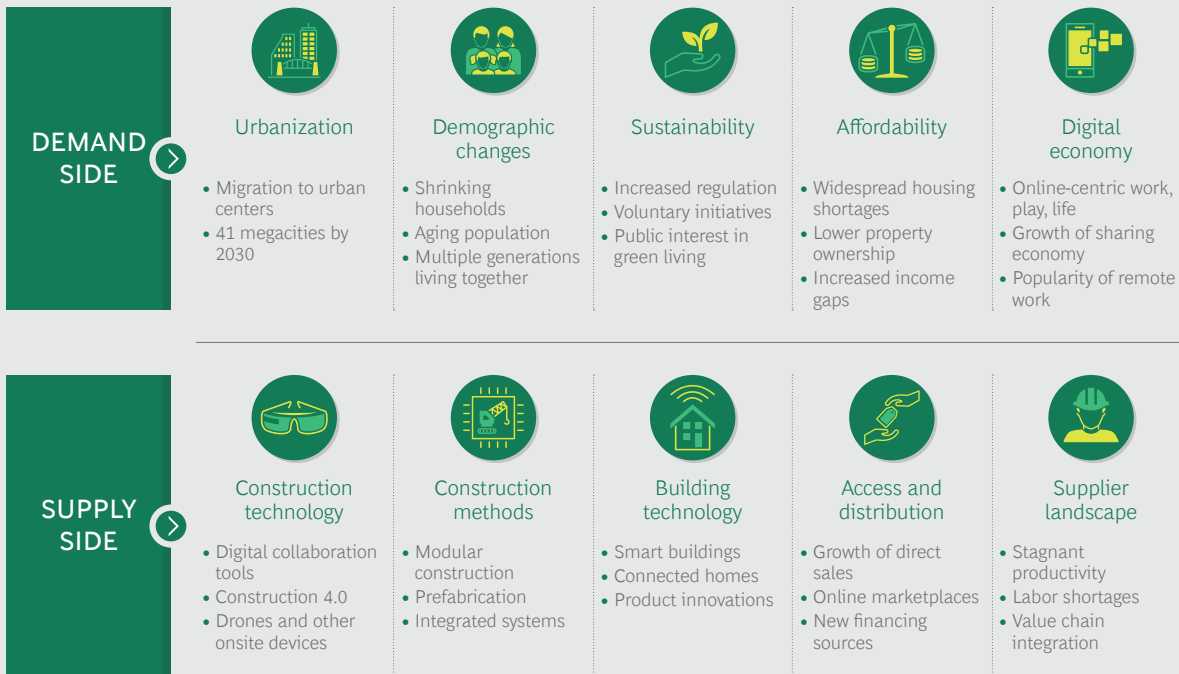 DEMAND
SIDE
Urbanization
• Migration to urban
centers
• 41 megacities by
2030
Demographic
changes
• Shrinking
households
• Aging population
• Multiple generations
living together
Sustainability
• Increased regulation
• Voluntary initiatives
• Public interest in
green living
Affordability
• Widespread housing
shortages
• Lower property
ownership
• Increased income
gaps
Digital
economy
• Online-centric work,
play, life
• Growth of sharing
economy
• Popularity of remote
work
SUPPLY
SIDE
Construction
technology
• Digital collaboration
tools
• Construction 4.0
• Drones and other
onsite devices
Construction
methods
• Modular
construction
• Prefabrication
• Integrated systems
Building
technology
• Smart buildings
• Connected homes
• Product innovations
Access and
distribution
• Growth of direct
sales
• Online marketplaces
• New financing
sources
Supplier
landscape
• Stagnant
productivity
• Labor shortages
• Value chain
integration